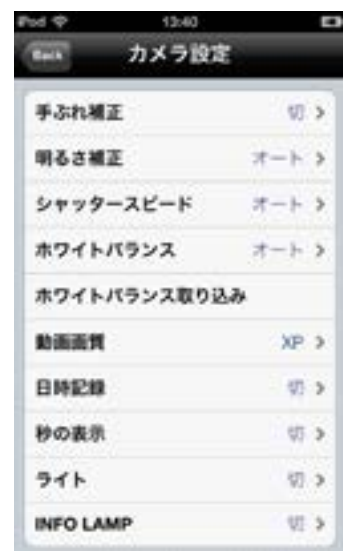 iPod 13:40
Back カメラ設定
手ぶれ補正 切
明るさ補正 オート
シャッタースピード オート
ホワイトバランス オート
ホワイトバランス取り込み
動画画質 XP
日時記録 切
秒の表示 切
ライト 切
INFO LAMP 切